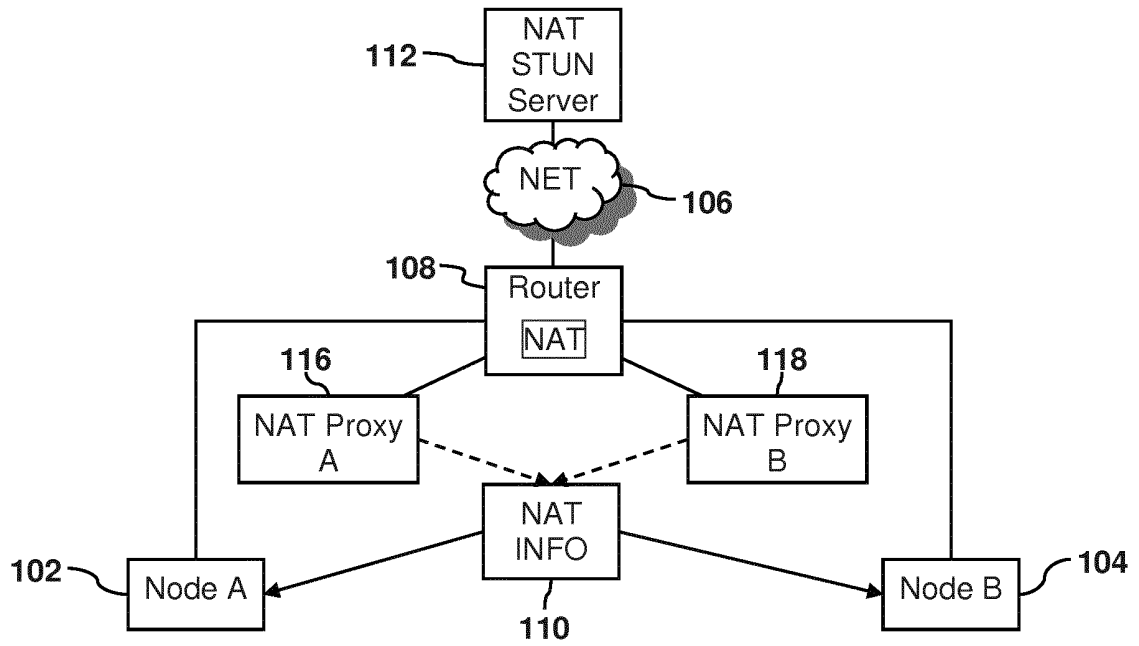 NAT
STUN
Server
112
NET
106
108
Router
NAT
116
118
NAT Proxy
A
NAT Proxy
B
NAT
INFO
102
Node A
Node B
104
110